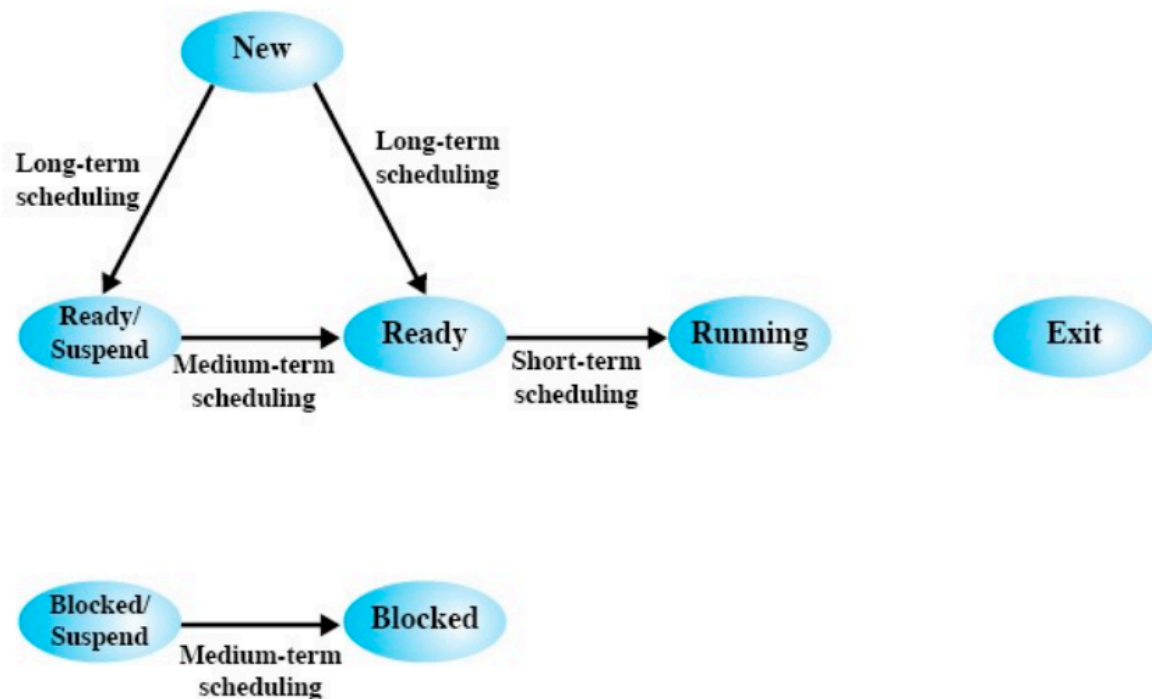 New
Long-term
scheduling
Long-term
scheduling
Ready/
Suspend
Ready
Running
Exit
Medium-term
scheduling
Short-term
scheduling
Blocked/
Suspend
Blocked
Medium-term
scheduling